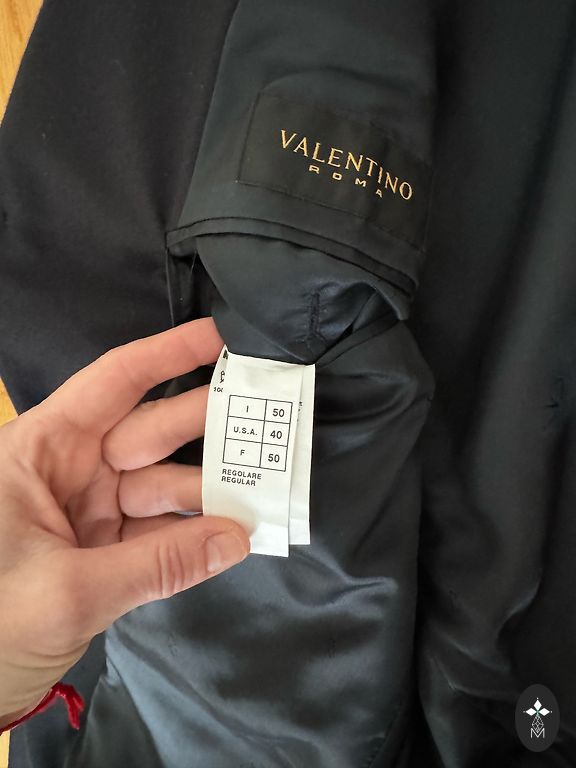 VALENTINO
ROMA
I 50
U.S.A. 40
F 50
REGOLARE
REGULAR
M